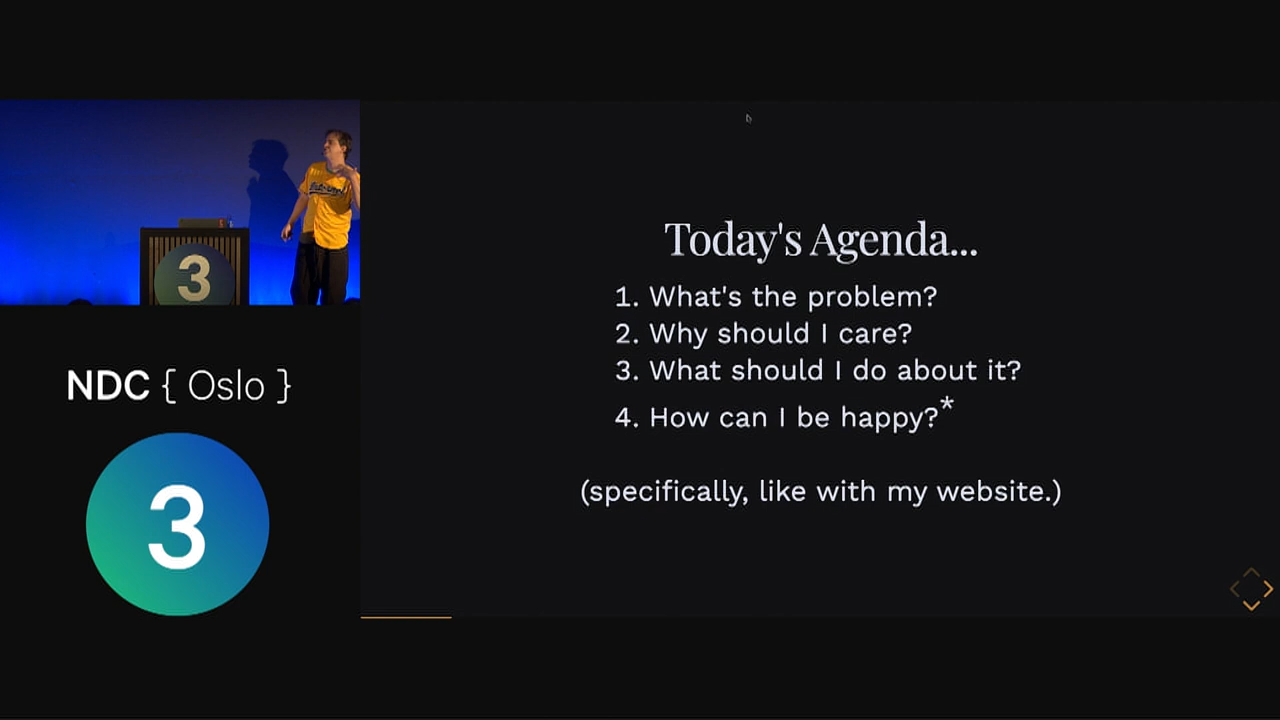 3
NDC { Oslo }
3
Today's Agenda...
1. What's the problem?
2. Why should I care?
3. What should I do about it?
4. How can I be happy?*
(specifically, like with my website.)